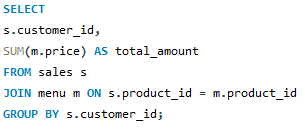 SELECT
s.customer_id,
SUM(m.price) AS total_amount
FROM sales s
JOIN menu m ON s.product_id = m.product_id
GROUP BY s.customer_id;